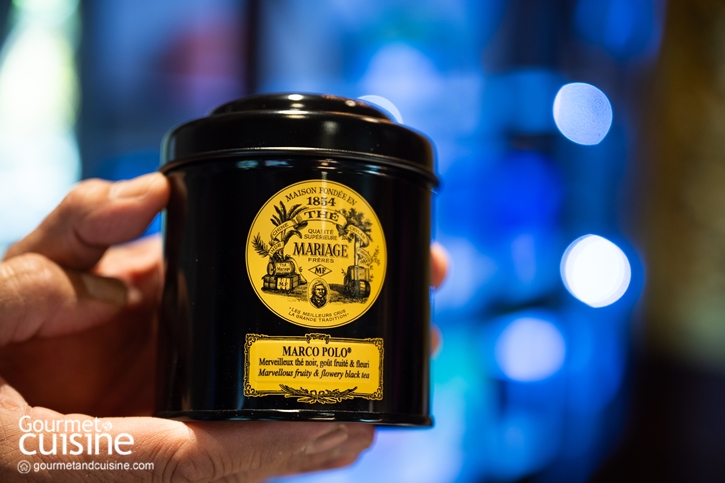 MAISON FONDÉE EN
1854
THÉ
QUALITÉ
SUPÉRIEURE
MARIAGE
FRÈRES
MF
"LES MEILLEURS CRUS
LA GRANDE TRADITION"
MARCO POLO®
Merveilleux thé noir, goût fruité & fleuri
Marvellous fruity & flowery black tea
Gourmet &
CUISINE
gourmetandcuisine.com